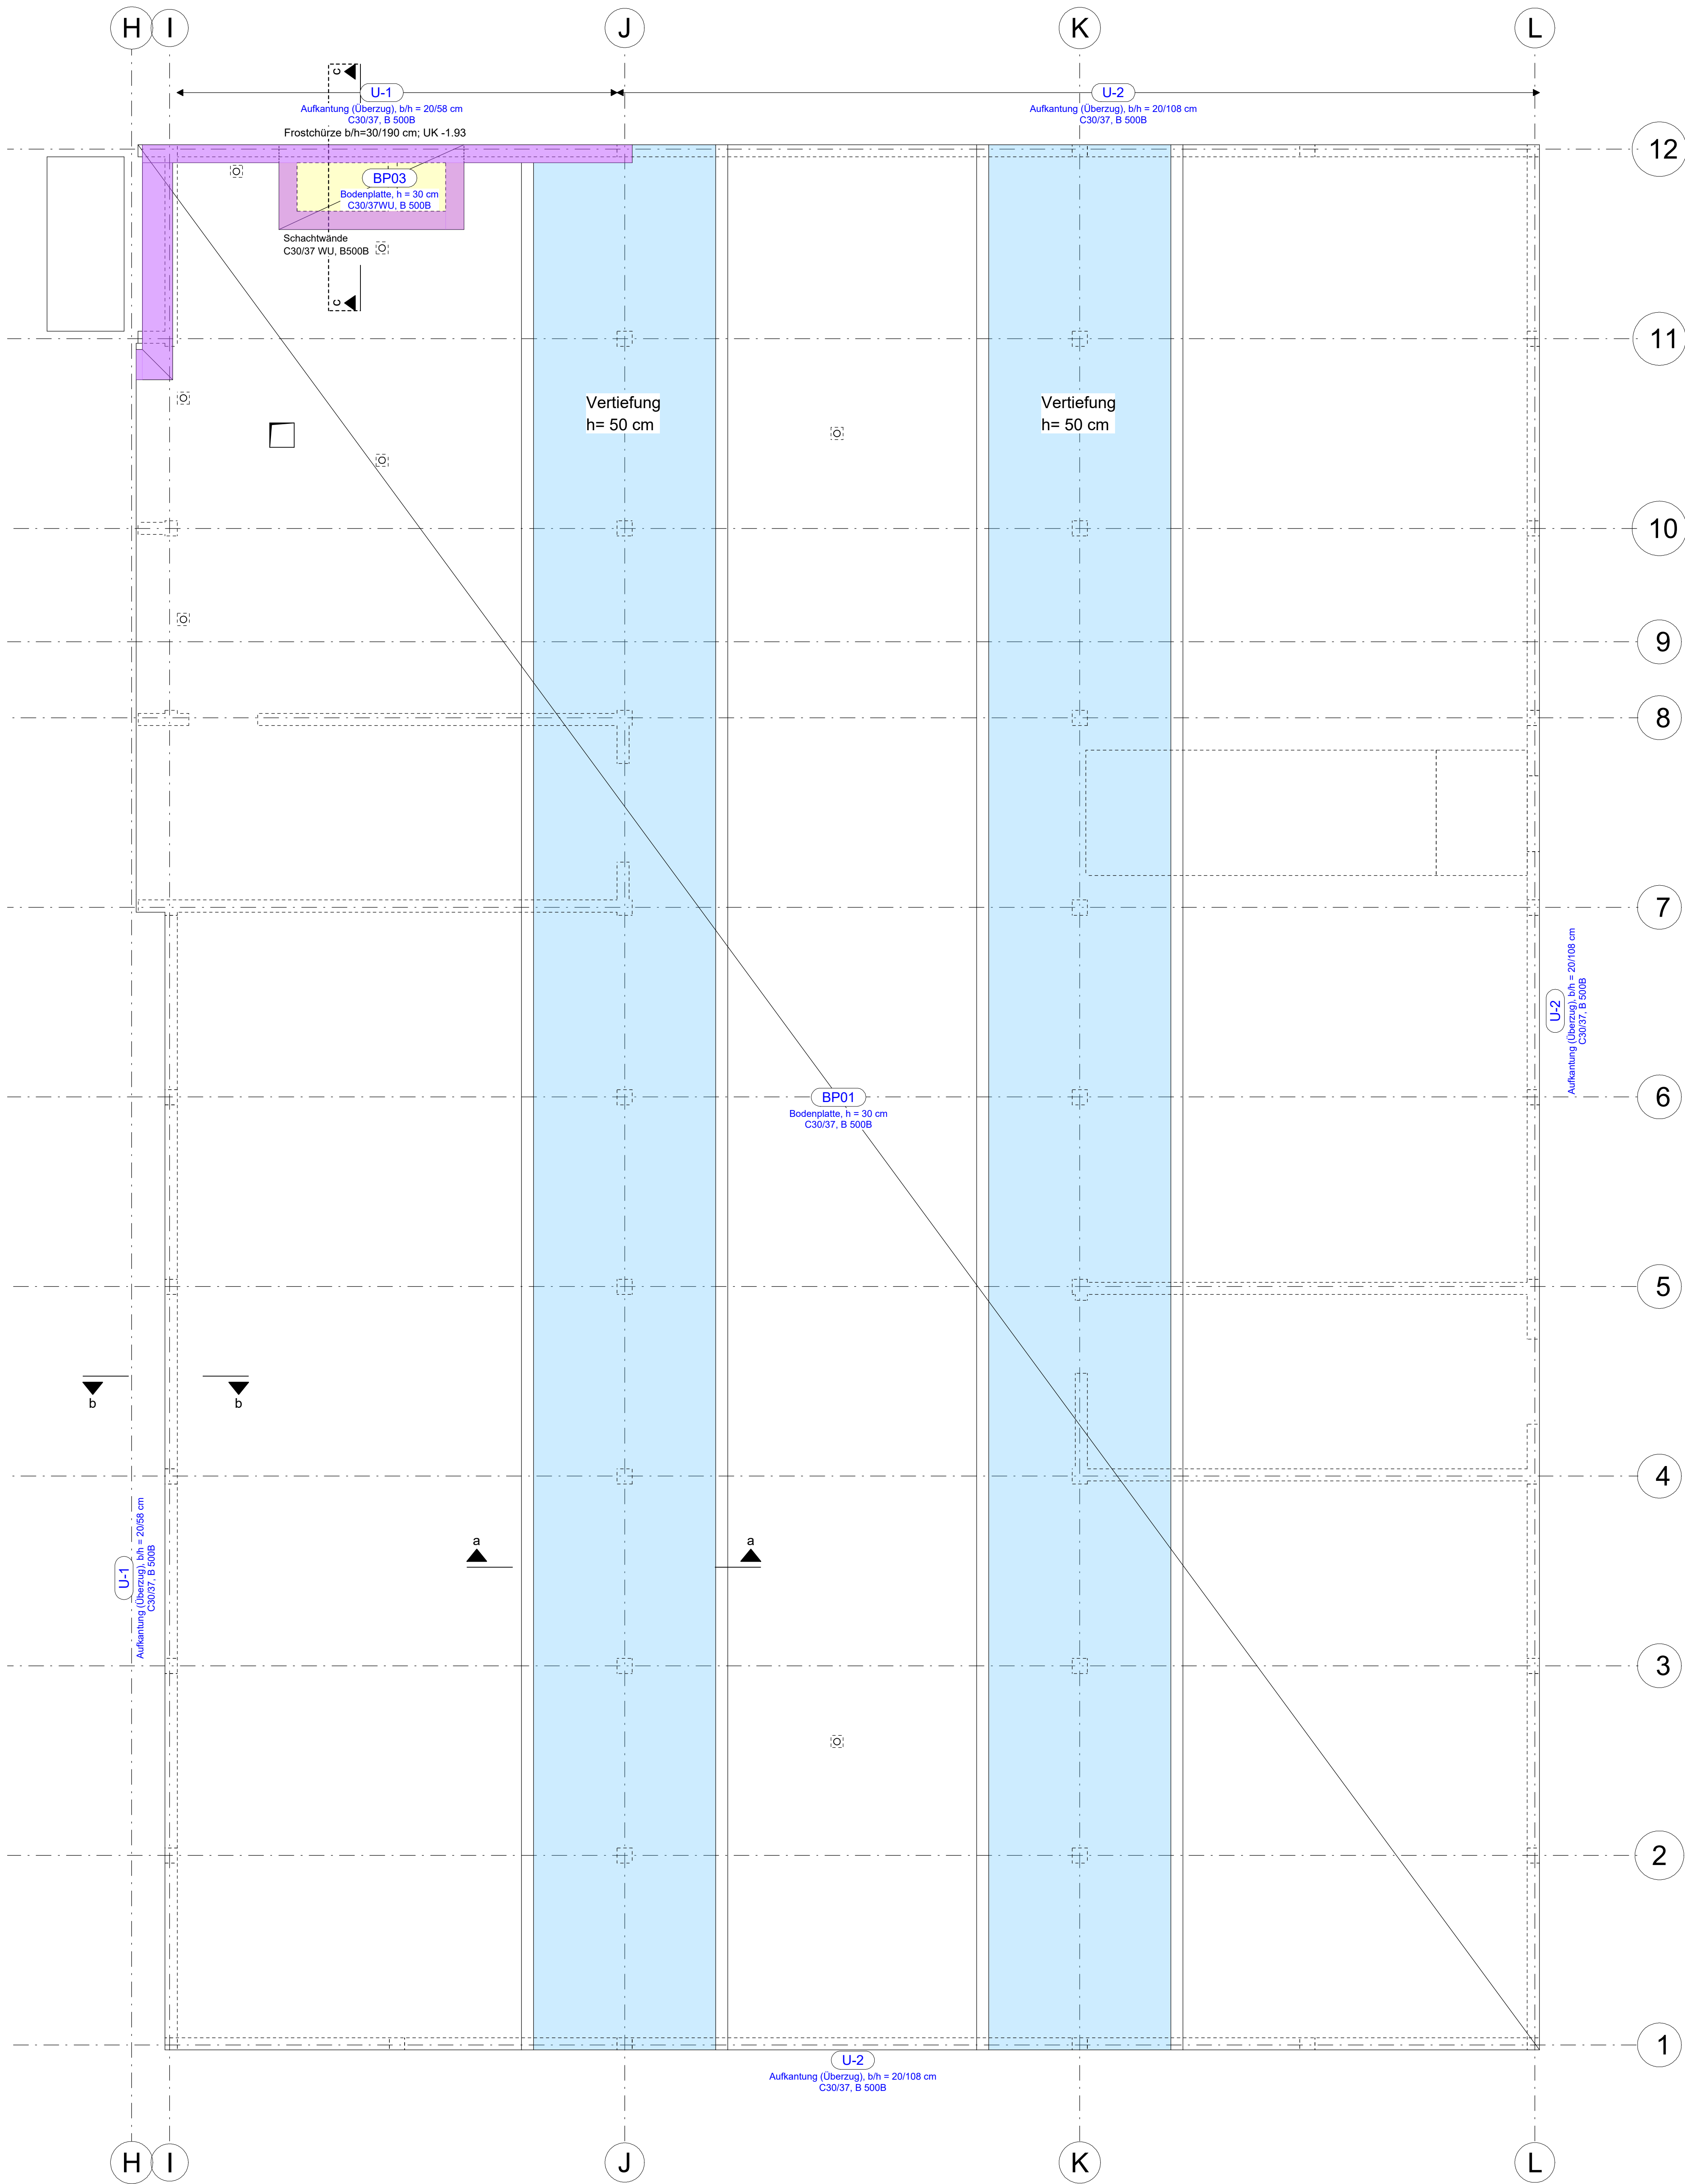 H
I
J
K
L
c
U-1
Aufkantung (Überzug), b/h = 20/58 cm
C30/37, B 500B
Frostchürze b/h=30/190 cm; UK -1.93
U-2
Aufkantung (Überzug), b/h = 20/108 cm
C30/37, B 500B
12
BP03
Bodenplatte, h = 30 cm
C30/37WU, B 500B
Schachtwände
C30/37 WU, B500B
c
11
Vertiefung
h= 50 cm
Vertiefung
h= 50 cm
10
9
8
7
U-2
Aufkantung (Überzug), b/h = 20/108 cm
C30/37, B 500B
BP01
Bodenplatte, h = 30 cm
C30/37, B 500B
6
5
b
b
4
U-1
Aufkantung (Überzug), b/h = 20/58 cm
C30/37, B 500B
a
a
3
2
1
U-2
Aufkantung (Überzug), b/h = 20/108 cm
C30/37, B 500B
H
I
J
K
L